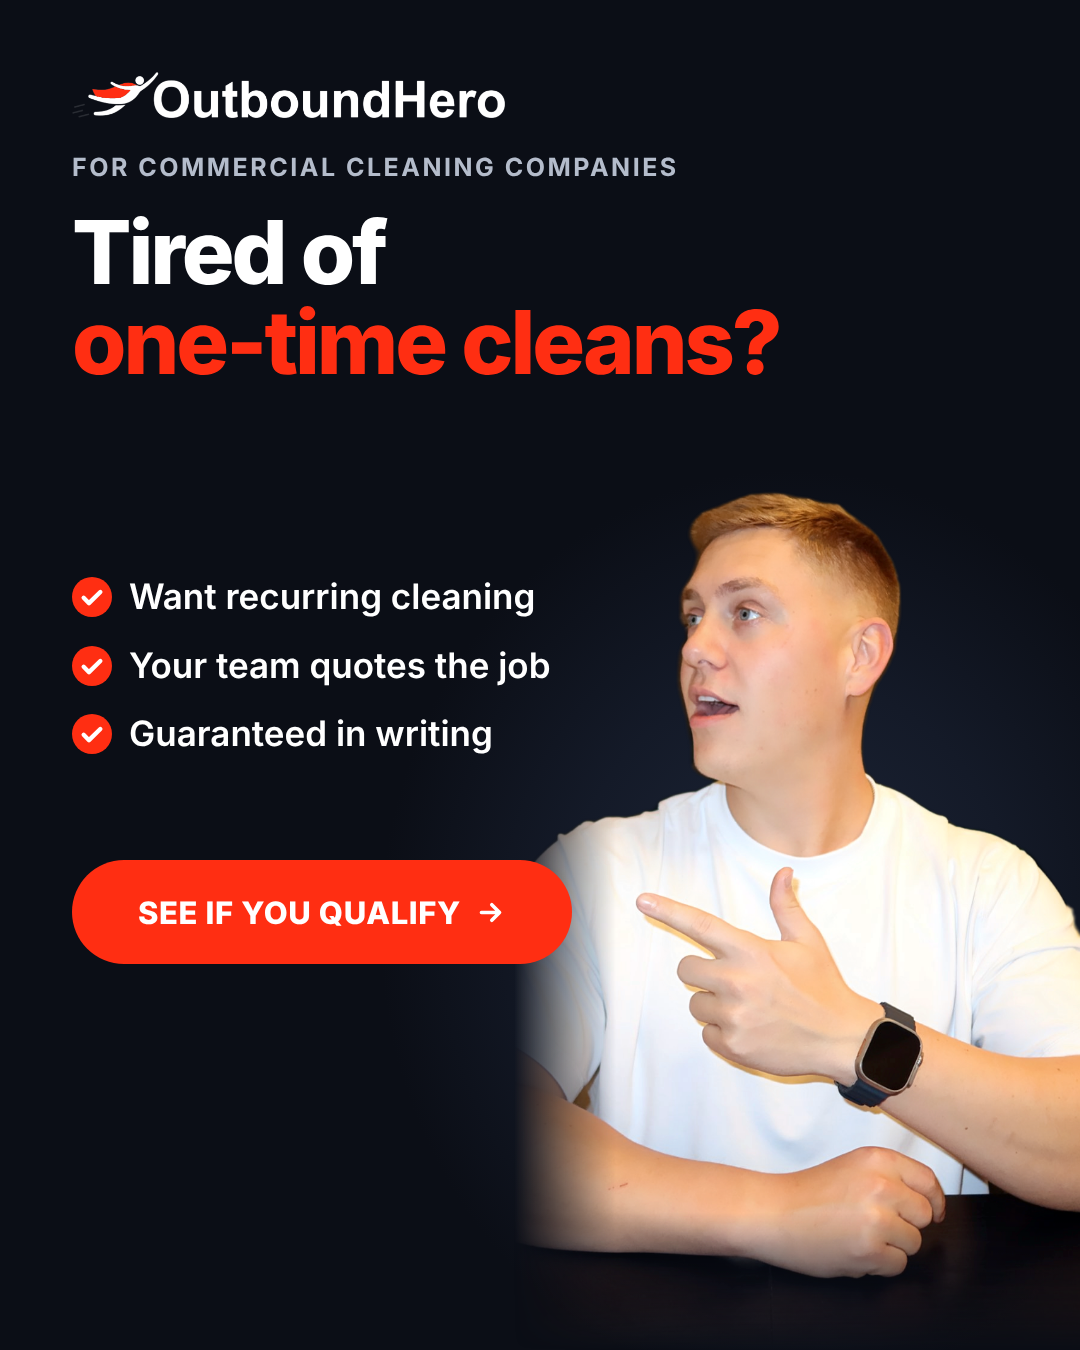 OutboundHero
FOR COMMERCIAL CLEANING COMPANIES
Tired of
one-time cleans?
Want recurring cleaning
Your team quotes the job
Guaranteed in writing
SEE IF YOU QUALIFY →